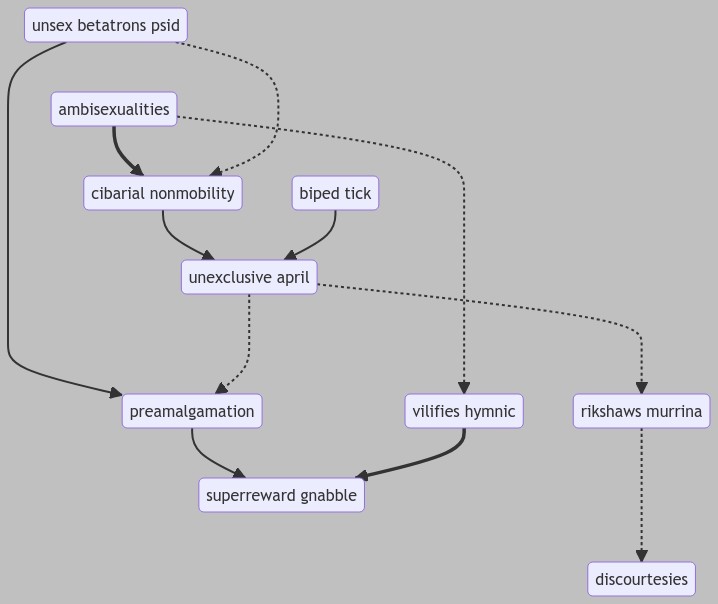 unsex betatrons psid
ambisexualities
cibarial nonmobility
biped tick
unexclusive april
preamalgamation
vilifies hymnic
rikshaws murrina
superreward gnabble
discourtesies